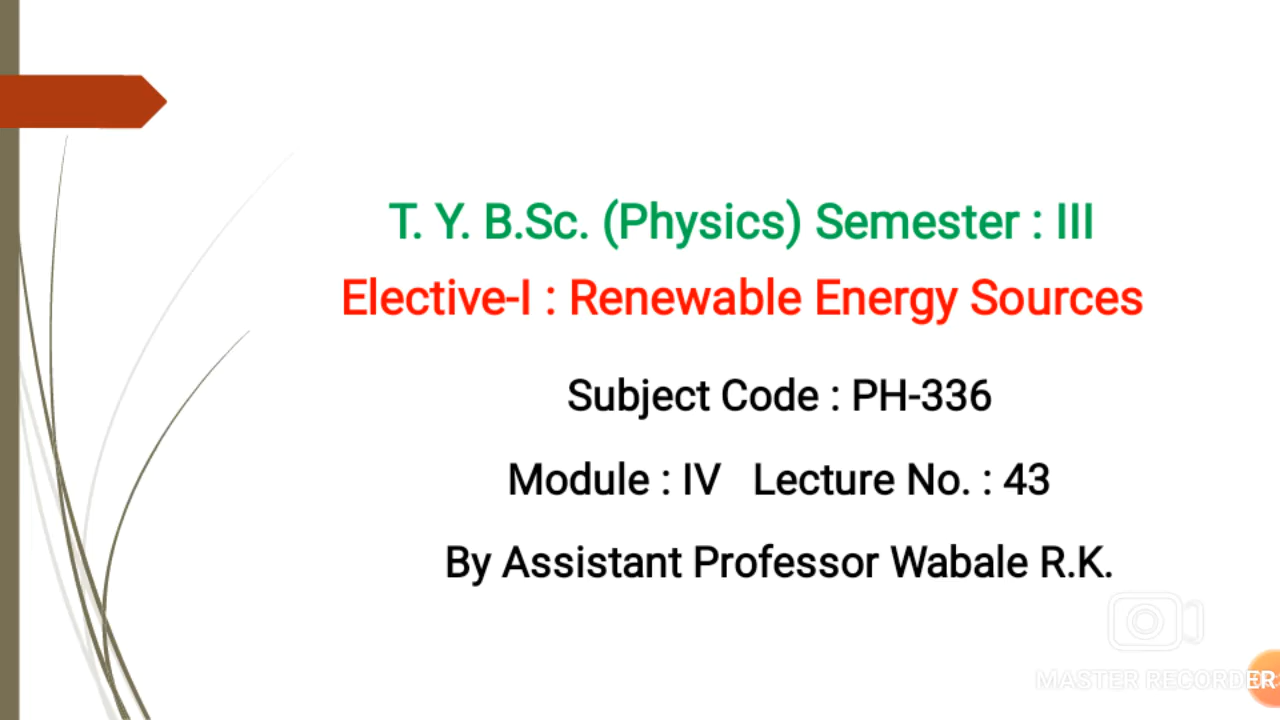 T. Y. B.Sc. (Physics) Semester : III
Elective-I : Renewable Energy Sources
Subject Code : PH-336
Module : IV Lecture No. : 43
By Assistant Professor Wabale R.K.
MASTER RECORDER